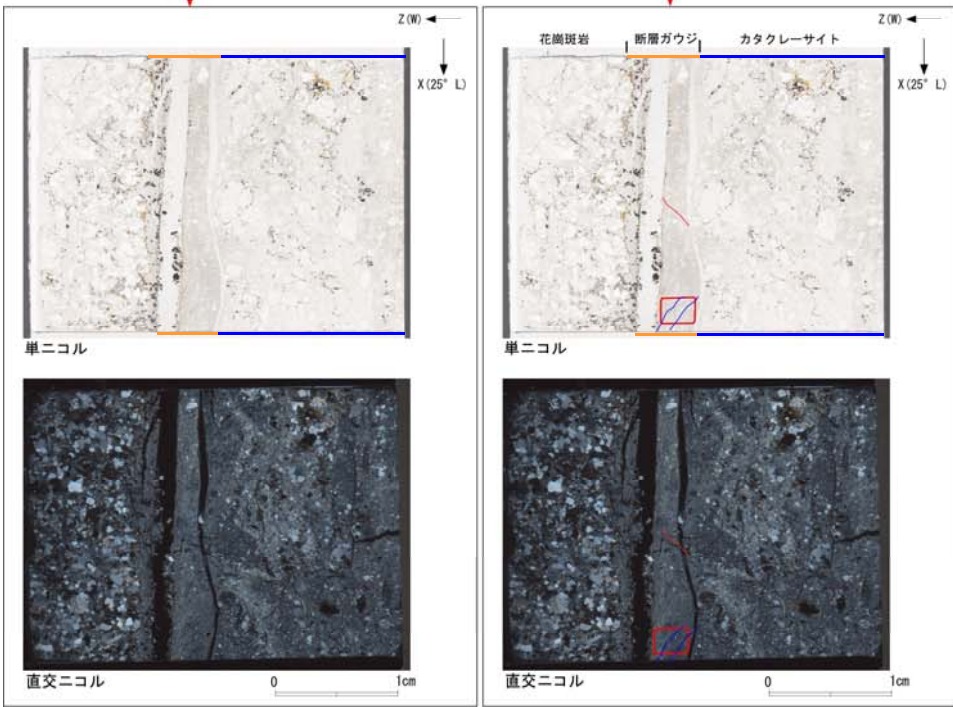 Z(W)
X(25° L)
単ニコル
直交ニコル
0 1cm
Z(W)
花崗斑岩 断層ガウジ カタクレーサイト
X(25° L)
単ニコル
直交ニコル
0 1cm